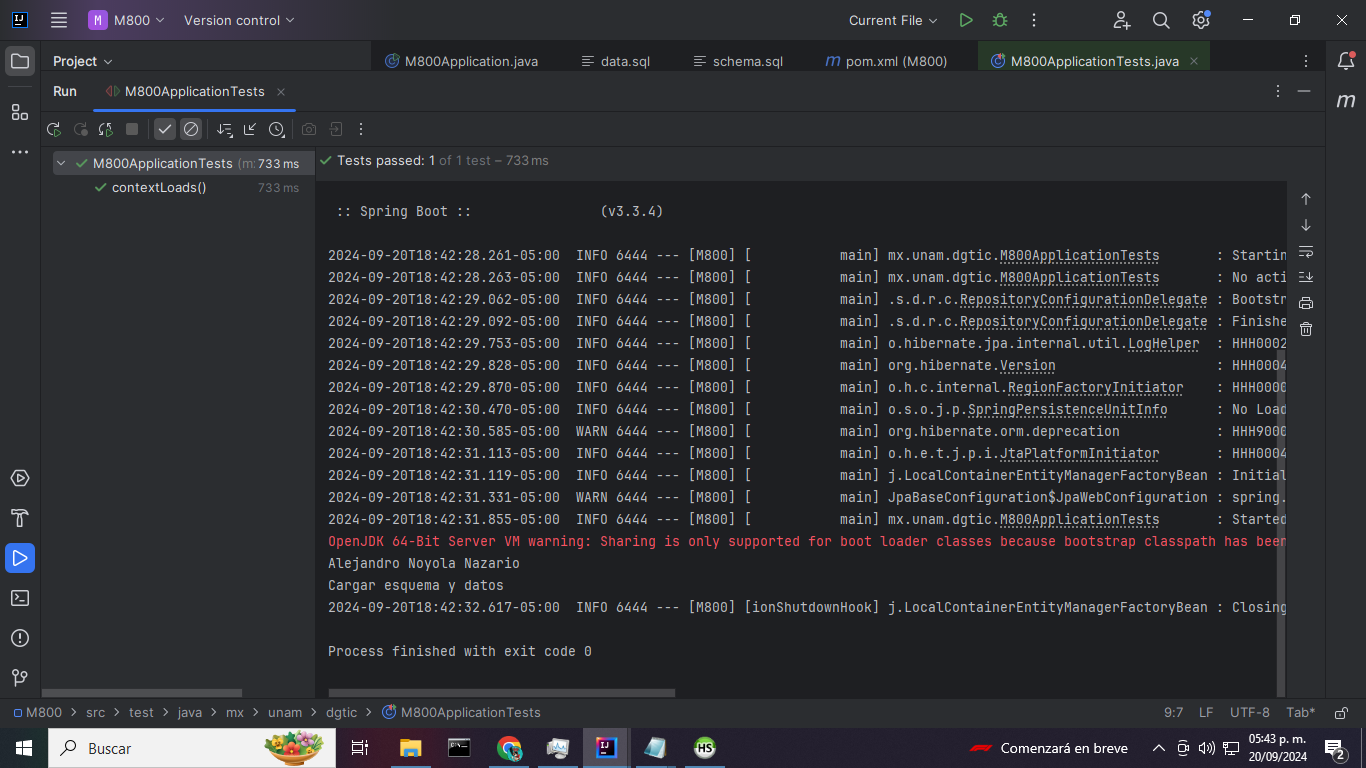 M M800 Version control Current File
Project M800Application.java data.sql schema.sql m pom.xml (M800) M800ApplicationTests.java
Run M800ApplicationTests
M800ApplicationTests (m: 733 ms
contextLoads() 733 ms
Tests passed: 1 of 1 test – 733 ms
:: Spring Boot :: (v3.3.4)
2024-09-20T18:42:28.261-05:00 INFO 6444 --- [M800] [ main] mx.unam.dgtic.M800ApplicationTests : Startin
2024-09-20T18:42:28.263-05:00 INFO 6444 --- [M800] [ main] mx.unam.dgtic.M800ApplicationTests : No acti
2024-09-20T18:42:29.062-05:00 INFO 6444 --- [M800] [ main] .s.d.r.c.RepositoryConfigurationDelegate : Bootstr
2024-09-20T18:42:29.092-05:00 INFO 6444 --- [M800] [ main] .s.d.r.c.RepositoryConfigurationDelegate : Finishe
2024-09-20T18:42:29.753-05:00 INFO 6444 --- [M800] [ main] o.hibernate.jpa.internal.util.LogHelper : HHH0002
2024-09-20T18:42:29.828-05:00 INFO 6444 --- [M800] [ main] org.hibernate.Version : HHH0004
2024-09-20T18:42:29.870-05:00 INFO 6444 --- [M800] [ main] o.h.c.internal.RegionFactoryInitiator : HHH0000
2024-09-20T18:42:30.470-05:00 INFO 6444 --- [M800] [ main] o.s.o.j.p.SpringPersistenceUnitInfo : No Load
2024-09-20T18:42:30.585-05:00 WARN 6444 --- [M800] [ main] org.hibernate.orm.deprecation : HHH9000
2024-09-20T18:42:31.113-05:00 INFO 6444 --- [M800] [ main] o.h.e.t.j.p.i.JtaPlatformInitiator : HHH0004
2024-09-20T18:42:31.119-05:00 INFO 6444 --- [M800] [ main] j.LocalContainerEntityManagerFactoryBean : Initial
2024-09-20T18:42:31.331-05:00 WARN 6444 --- [M800] [ main] JpaBaseConfiguration$JpaWebConfiguration : spring.
2024-09-20T18:42:31.855-05:00 INFO 6444 --- [M800] [ main] mx.unam.dgtic.M800ApplicationTests : Started
OpenJDK 64-Bit Server VM warning: Sharing is only supported for boot loader classes because bootstrap classpath has been
Alejandro Noyola Nazario
Cargar esquema y datos
2024-09-20T18:42:32.617-05:00 INFO 6444 --- [M800] [ionShutdownHook] j.LocalContainerEntityManagerFactoryBean : Closing
Process finished with exit code 0
M800 > src > test > java > mx > unam > dgtic > M800ApplicationTests 9:7 LF UTF-8 Tab*
Buscar HS Comenzará en breve 05:43 p. m.
20/09/2024 2